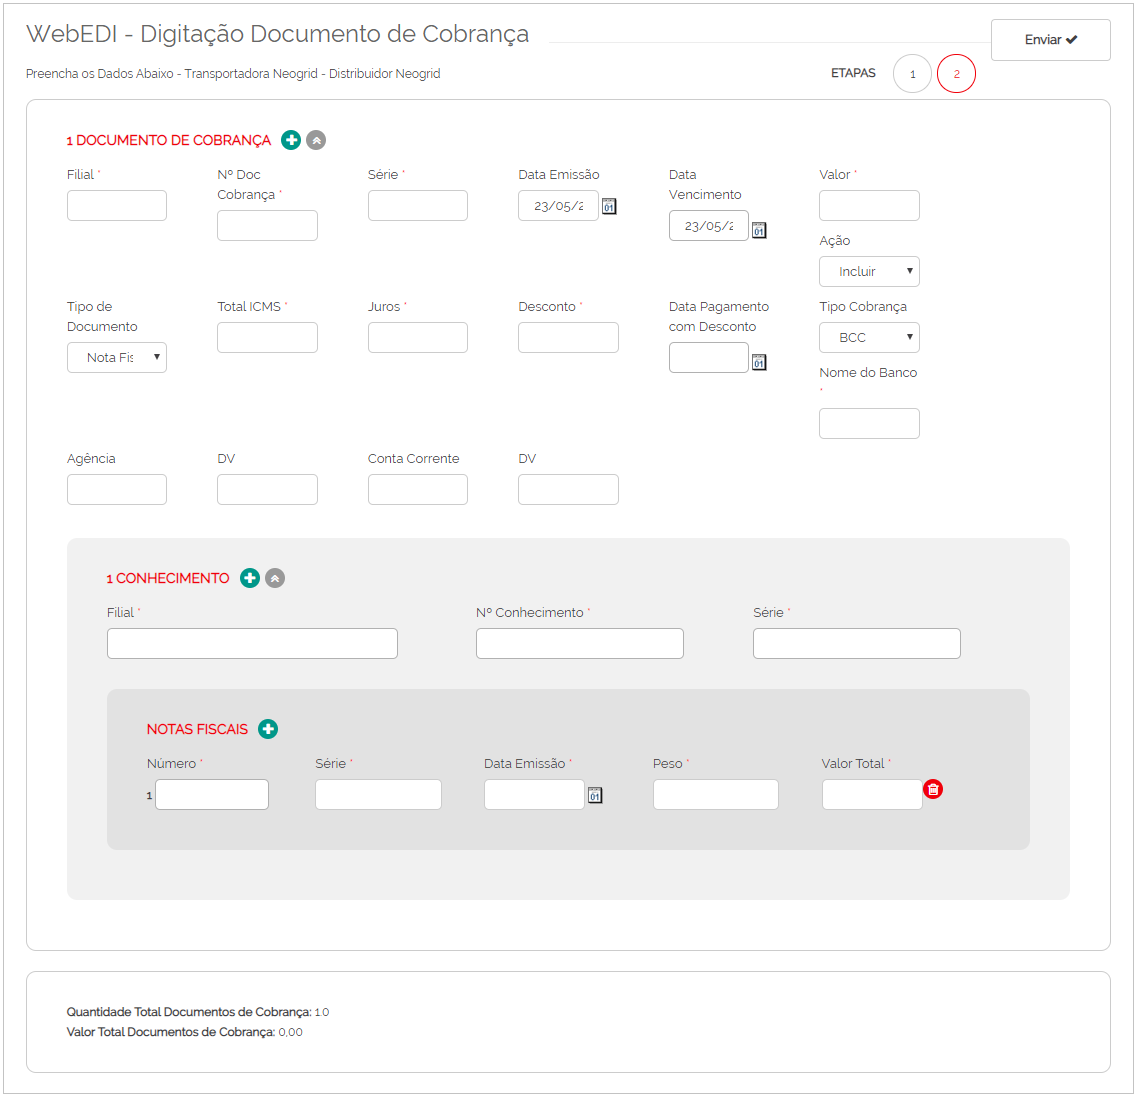 WebEDI - Digitação Documento de Cobrança
Enviar
Preencha os Dados Abaixo - Transportadora Neogrid - Distribuidor Neogrid
ETAPAS 1 2
1 DOCUMENTO DE COBRANÇA
Filial *
Nº Doc
Cobrança *
Série *
Data Emissão
23/05/2
01
Data
Vencimento
23/05/2
01
Valor *
Ação
Incluir
Tipo de
Documento
Nota Fis
Total ICMS *
Juros *
Desconto *
Data Pagamento
com Desconto
01
Tipo Cobrança
BCC
Nome do Banco
*
Agência
DV
Conta Corrente
DV
1 CONHECIMENTO
Filial *
Nº Conhecimento *
Série *
NOTAS FISCAIS
Número *
Série *
Data Emissão *
Peso *
Valor Total *
1
01
Quantidade Total Documentos de Cobrança: 1.0
Valor Total Documentos de Cobrança: 0,00